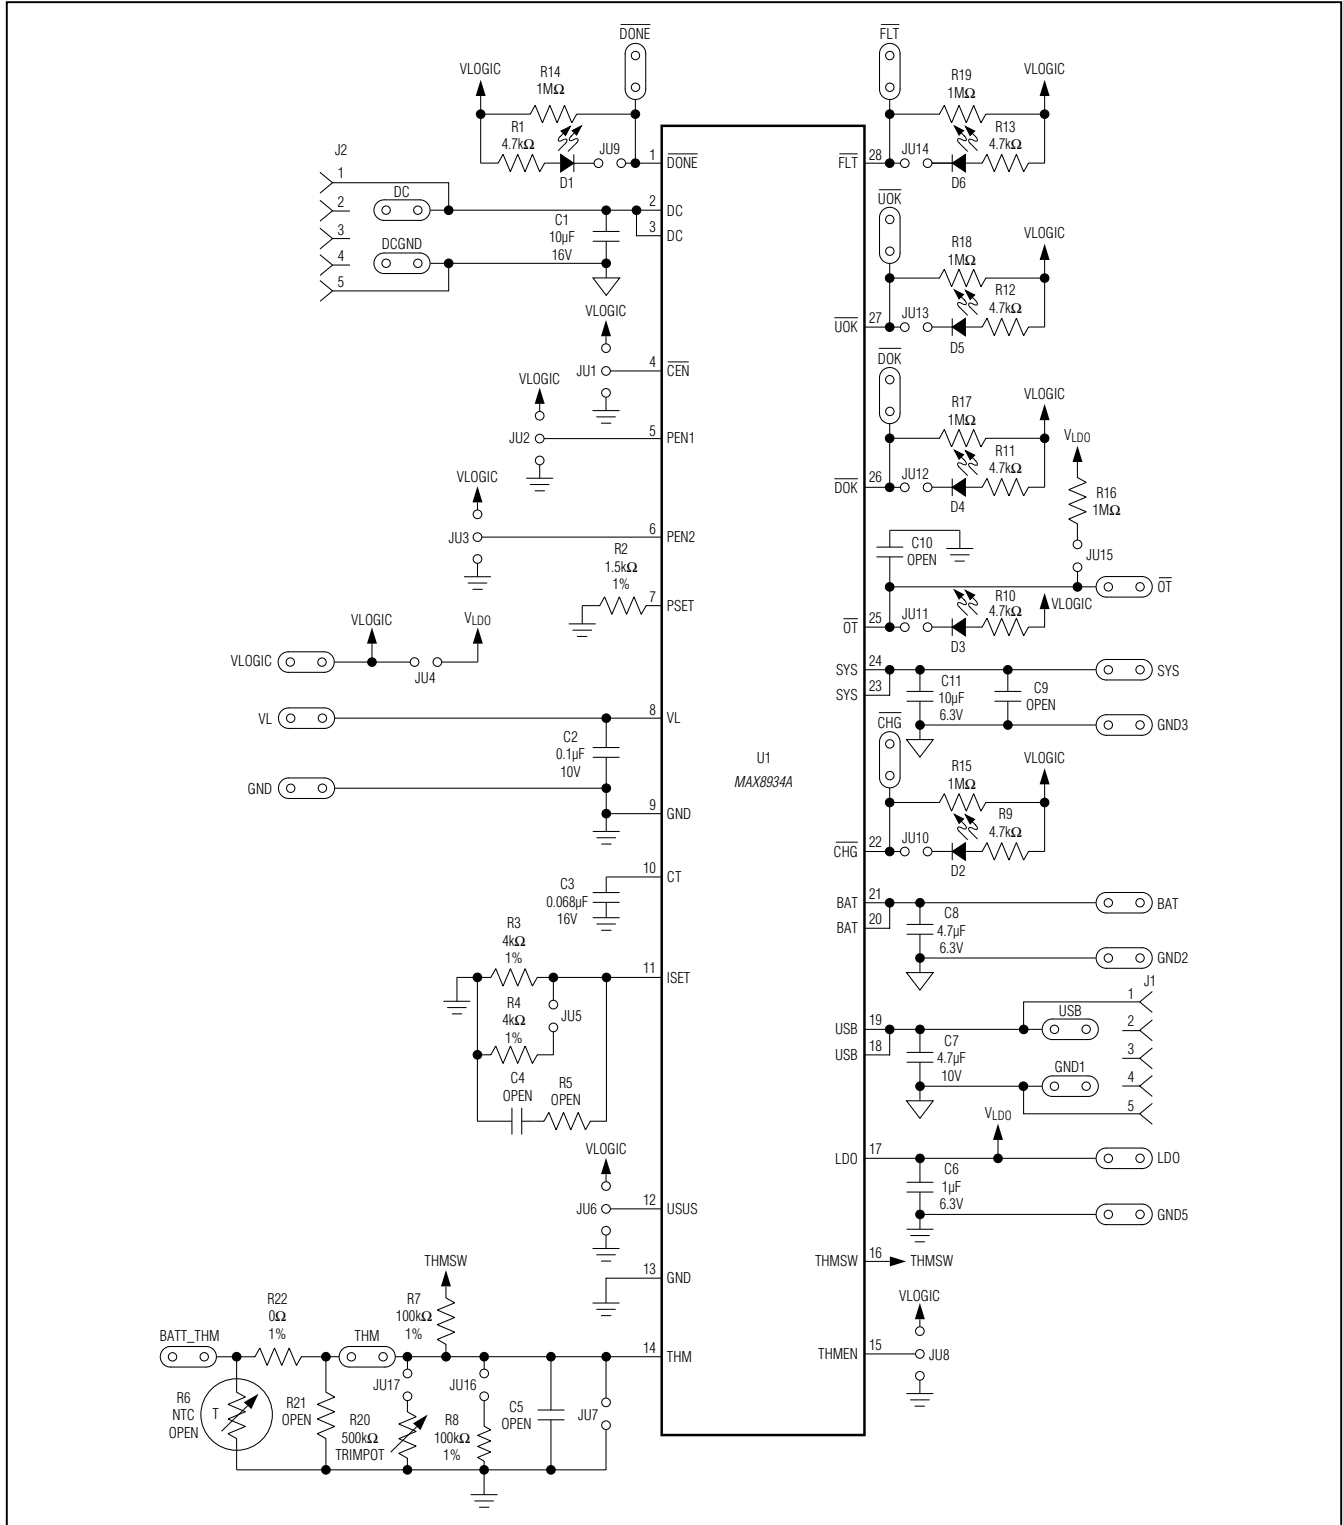 DONE
FLT
VLOGIC
R14
1MΩ
R19
1MΩ
VLOGIC
R1
4.7kΩ
JU9
D1
1
DONE
FLT
28
JU14
R13
4.7kΩ
D6
J2
1
2
3
4
5
DC
DCGND
C1
10µF
16V
2
DC
3
DC
UOK
R18
1MΩ
VLOGIC
R12
4.7kΩ
UOK
27
JU13
D5
VLOGIC
JU1
4
CEN
VLOGIC
JU2
5
PEN1
DOK
R17
1MΩ
VLOGIC
R11
4.7kΩ
DOK
26
JU12
D4
VLDO
R16
1MΩ
JU15
VLOGIC
JU3
6
PEN2
C10
OPEN
OT
R2
1.5kΩ
1%
7
PSET
OT
25
JU11
D3
R10
4.7kΩ
VLOGIC
VLOGIC
VLOGIC
JU4
VLDO
SYS
24
SYS
23
C11
10µF
6.3V
C9
OPEN
SYS
GND3
VL
8
VL
C2
0.1µF
10V
GND
9
GND
U1
MAX8934A
CHG
R15
1MΩ
VLOGIC
R9
4.7kΩ
CHG
22
JU10
D2
10
CT
C3
0.068µF
16V
BAT
21
BAT
20
C8
4.7µF
6.3V
BAT
GND2
R3
4kΩ
1%
11
ISET
R4
4kΩ
1%
JU5
C4
OPEN
R5
OPEN
USB
19
USB
18
C7
4.7µF
10V
USB
GND1
J1
1
2
3
4
5
VLOGIC
JU6
12
USUS
LDO
17
VLDO
C6
1µF
6.3V
LDO
GND5
13
GND
THMSW
16
THMSW
THMSW
R7
100kΩ
1%
BATT_THM
R22
0Ω
1%
THM
14
THM
R6
NTC
OPEN
T
R21
OPEN
JU17
R20
500kΩ
TRIMPOT
JU16
R8
100kΩ
1%
C5
OPEN
JU7
VLOGIC
THMEN
15
JU8